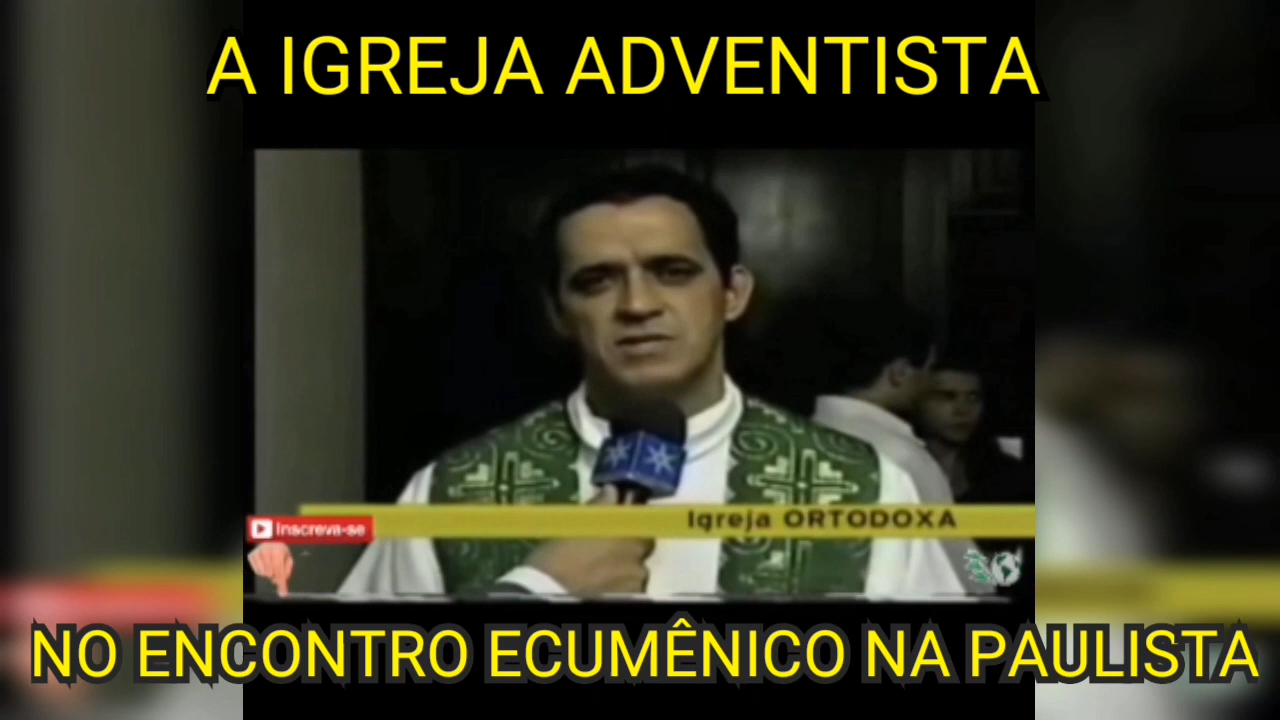 A IGREJA ADVENTISTA
Igreja ORTODOXA
Inscreva-se
NO ENCONTRO ECUMÊNICO NA PAULISTA